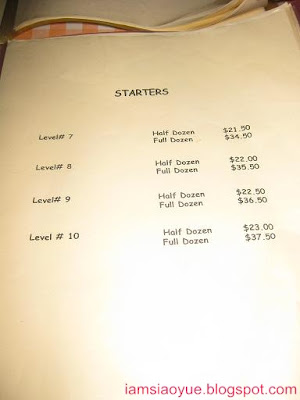 STARTERS
Level# 7 Half Dozen $21.50
Full Dozen .. $34.50
Level# 8 Half Dozen $22.00
Full Dozen $35.50
Level# 9 Half Dozen $22.50
Full Dozen $36.50
Level # 10 Half Dozen $23.00
Full Dozen $37.50
iamsiaoyue.blogspot.com